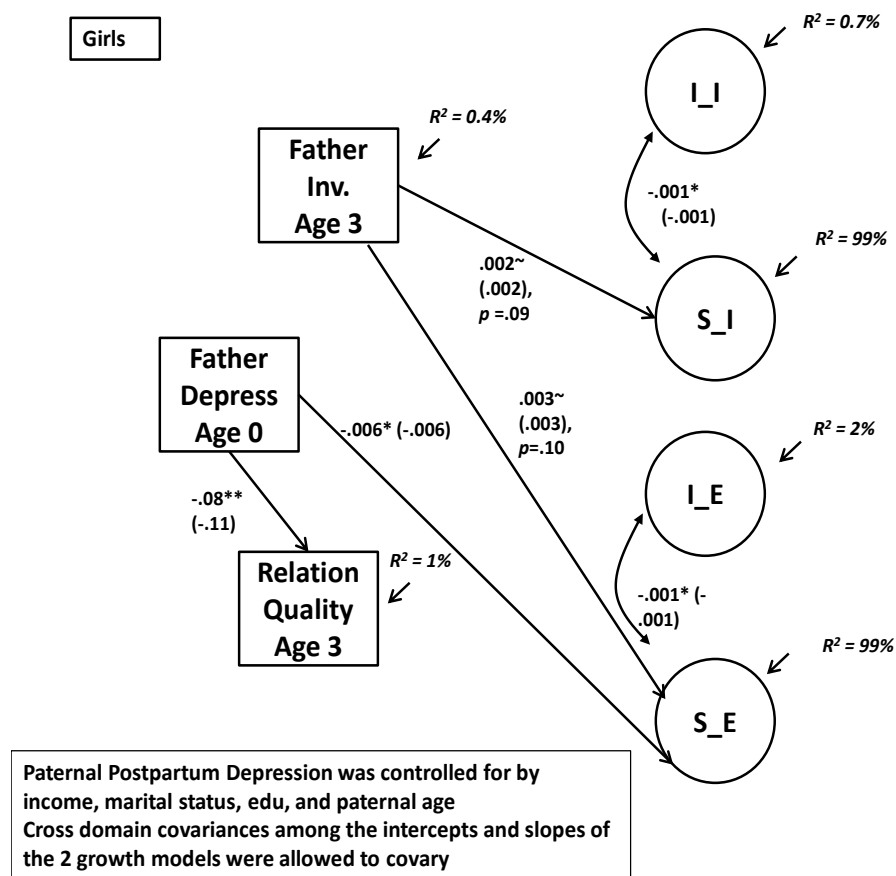 Girls
R² = 0.7%
I_I
R² = 0.4%
Father
Inv.
Age 3
-.001*
(-.001)
R² = 99%
.002~
(.002),
p =.09
S_I
Father
Depress
Age 0
.003~
(.003),
p=.10
-.006* (-.006)
R² = 2%
I_E
-.08**
(-.11)
R² = 1%
Relation
Quality
Age 3
-.001* (-
.001)
R² = 99%
S_E
Paternal Postpartum Depression was controlled for by
income, marital status, edu, and paternal age
Cross domain covariances among the intercepts and slopes of
the 2 growth models were allowed to covary